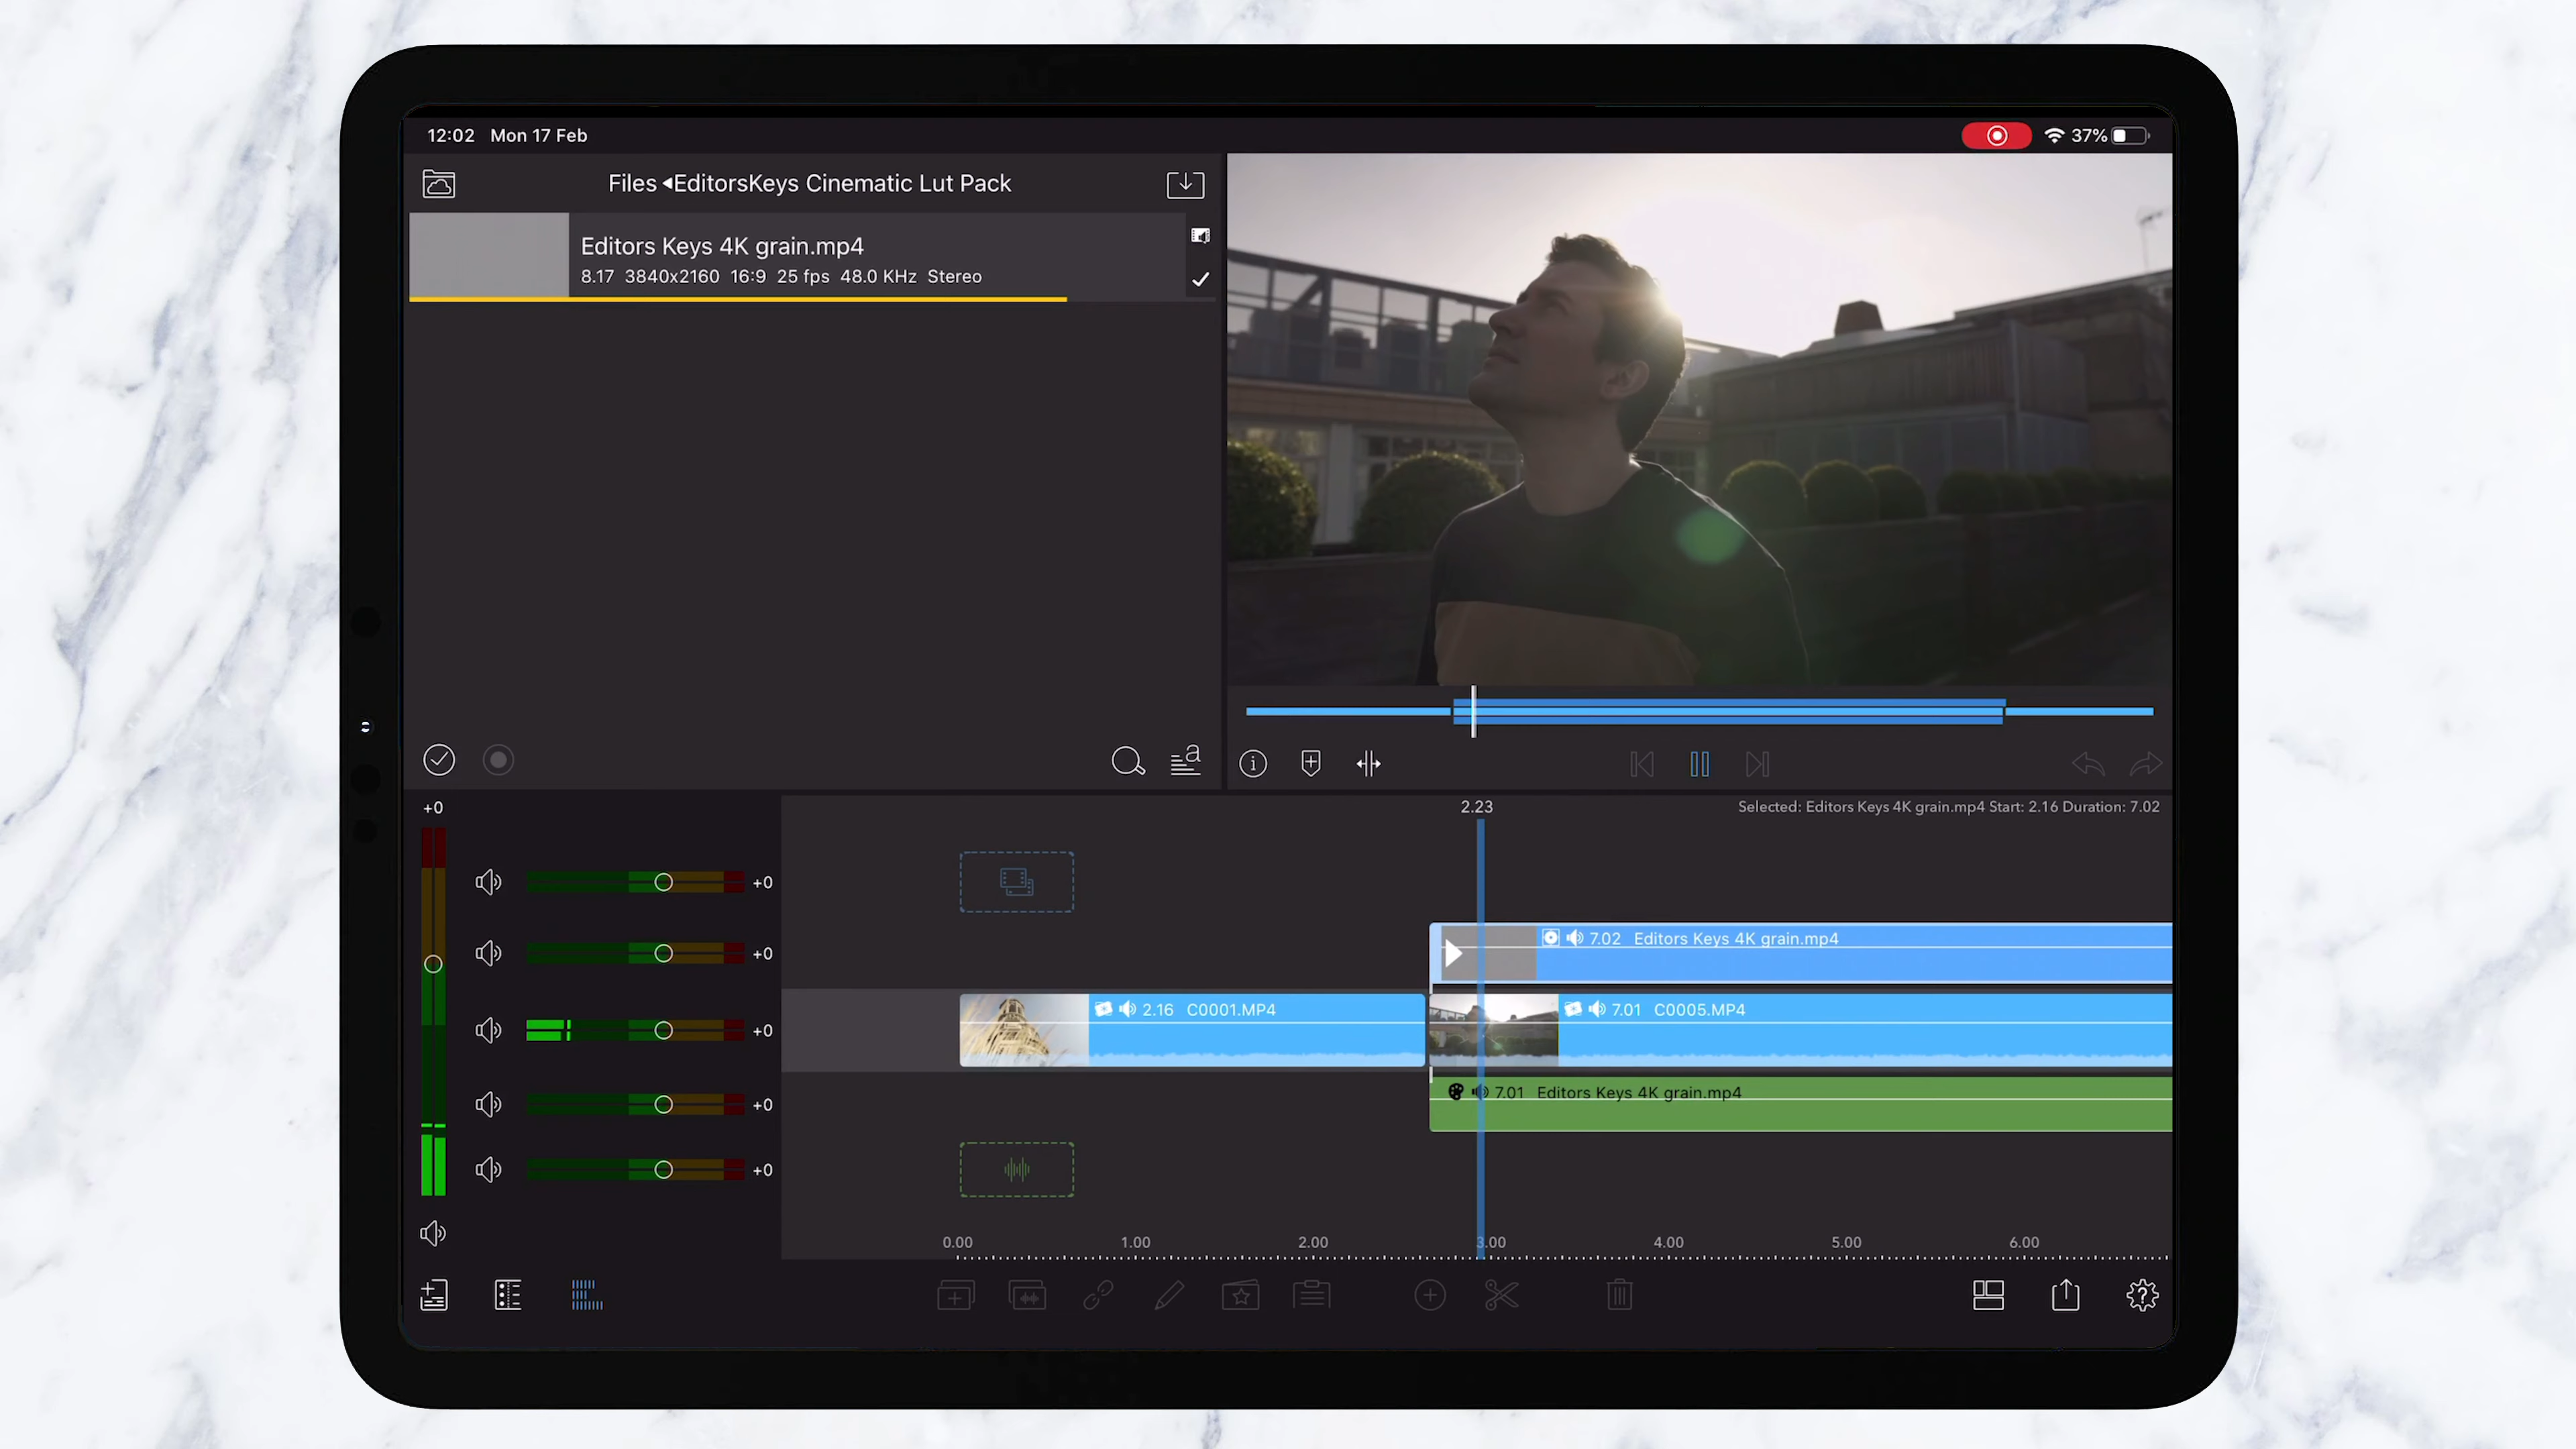 12:02 Mon 17 Feb
37%
Files ◂EditorsKeys Cinematic Lut Pack
Editors Keys 4K grain.mp4
8.17 3840x2160 16:9 25 fps 48.0 KHz Stereo
a
+0
2.23
Selected: Editors Keys 4K grain.mp4 Start: 2.16 Duration: 7.02
+0
+0
7.02 Editors Keys 4K grain.mp4
+0
2.16 C0001.MP4
7.01 C0005.MP4
+0
7.01 Editors Keys 4K grain.mp4
+0
0.00 1.00 2.00 3.00 4.00 5.00 6.00